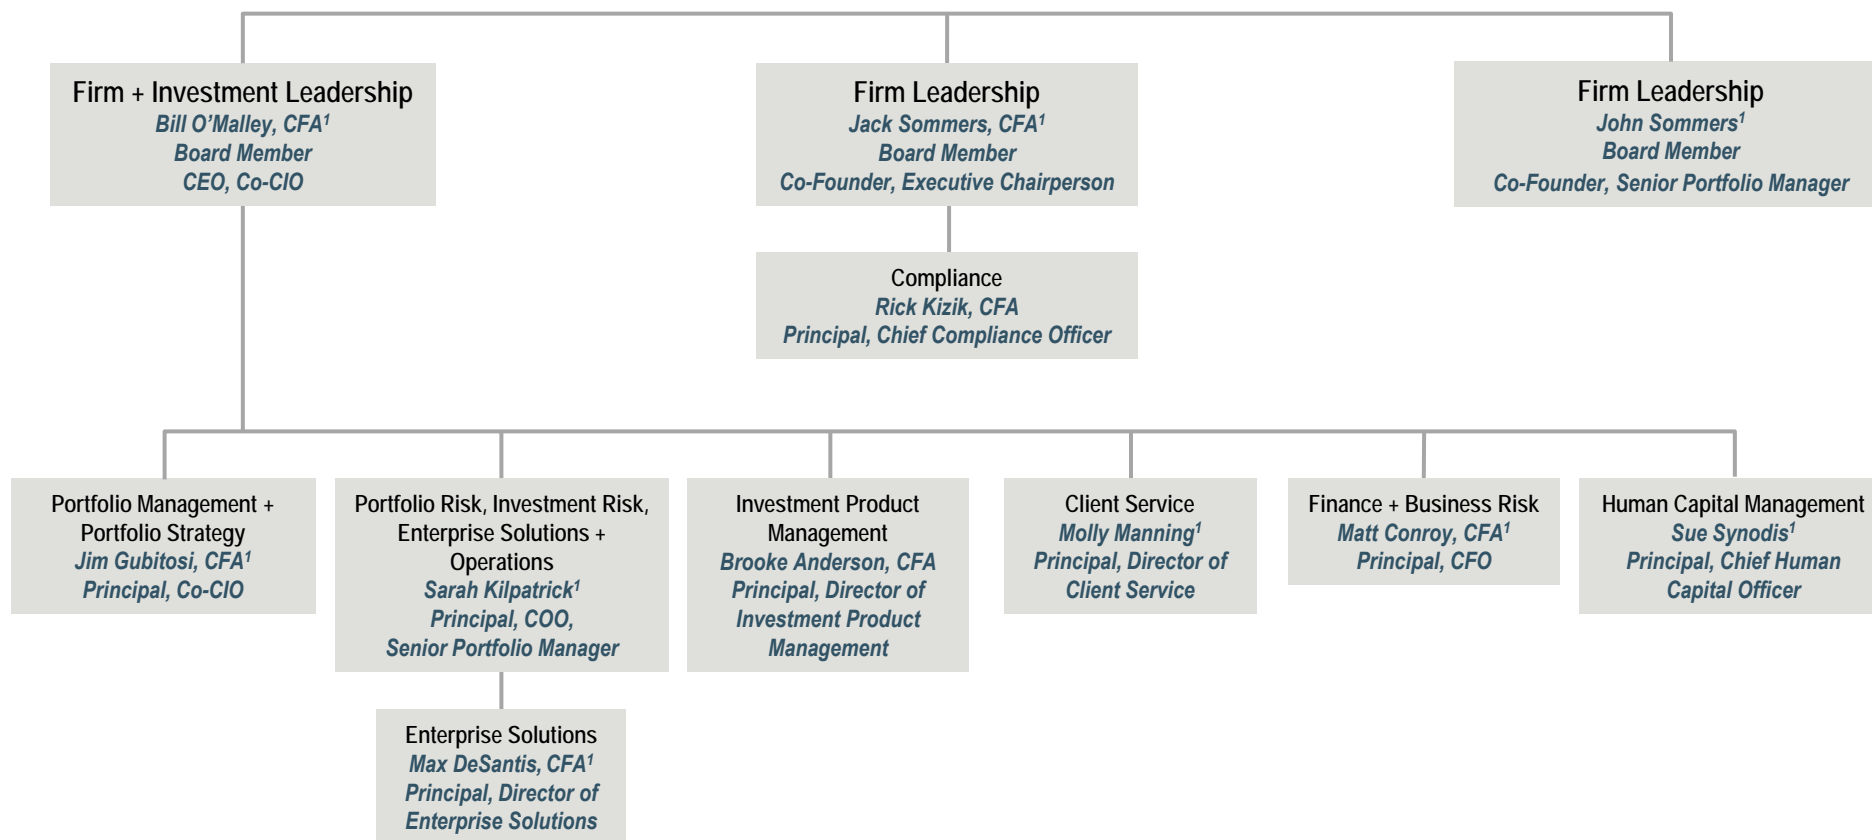 Firm + Investment Leadership
Bill O’Malley, CFA¹
Board Member
CEO, Co-CIO
Firm Leadership
Jack Sommers, CFA¹
Board Member
Co-Founder, Executive Chairperson
Firm Leadership
John Sommers¹
Board Member
Co-Founder, Senior Portfolio Manager
Compliance
Rick Kizik, CFA
Principal, Chief Compliance Officer
Portfolio Management +
Portfolio Strategy
Jim Gubitosi, CFA¹
Principal, Co-CIO
Portfolio Risk, Investment Risk,
Enterprise Solutions +
Operations
Sarah Kilpatrick¹
Principal, COO,
Senior Portfolio Manager
Investment Product
Management
Brooke Anderson, CFA
Principal, Director of
Investment Product
Management
Client Service
Molly Manning¹
Principal, Director of
Client Service
Finance + Business Risk
Matt Conroy, CFA¹
Principal, CFO
Human Capital Management
Sue Synodis¹
Principal, Chief Human
Capital Officer
Enterprise Solutions
Max DeSantis, CFA¹
Principal, Director of
Enterprise Solutions